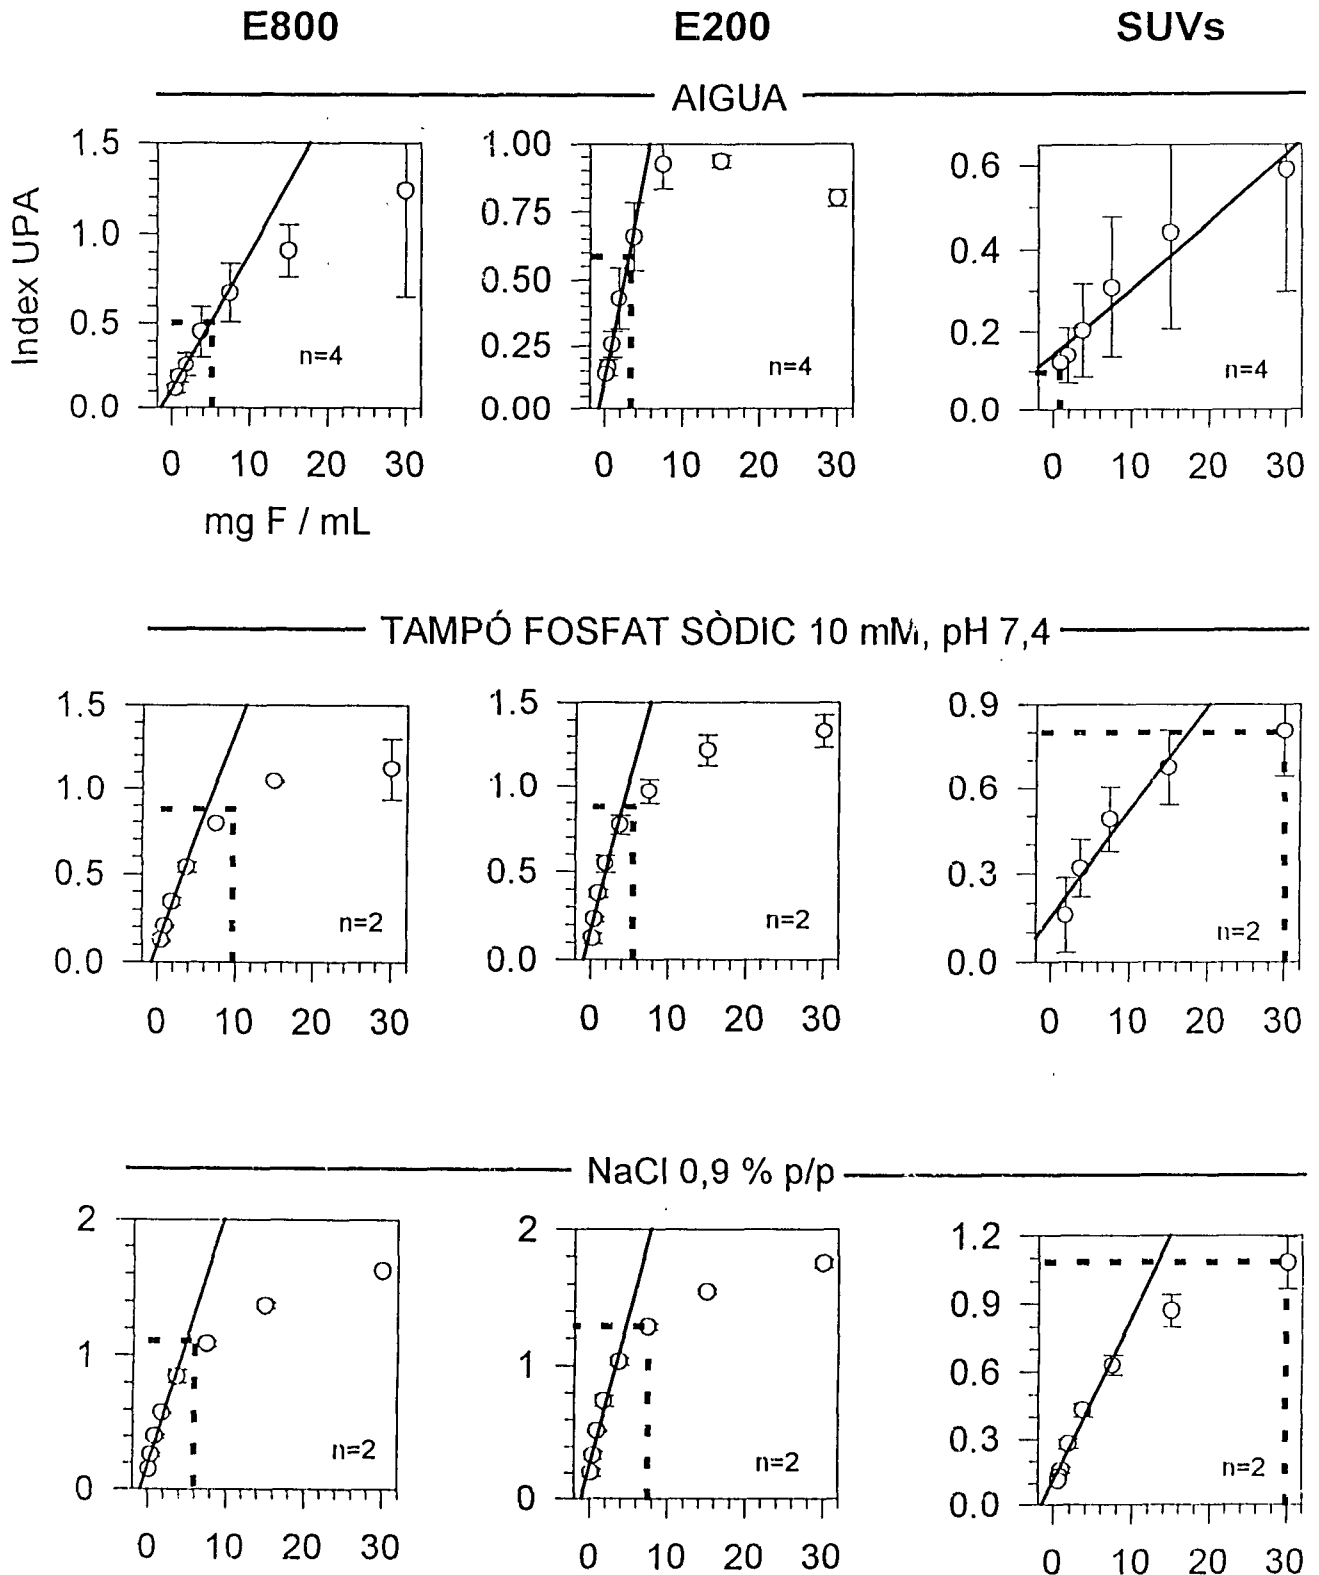 E800 E200 SUVs
AIGUA
Index UPA
1.5 1.0 0.5 0.0
n=4
0 10 20 30
1.00 0.75 0.50 0.25 0.00
n=4
0 10 20 30
0.6 0.4 0.2 0.0
n=4
0 10 20 30
mg F / mL
TAMPÓ FOSFAT SÒDIC 10 mM, pH 7,4
1.5 1.0 0.5 0.0
n=2
0 10 20 30
1.5 1.0 0.5 0.0
n=2
0 10 20 30
0.9 0.6 0.3 0.0
n=2
0 10 20 30
NaCl 0,9 % p/p
2 1 0
n=2
0 10 20 30
2 1 0
n=2
0 10 20 30
1.2 0.9 0.6 0.3 0.0
n=2
0 10 20 30